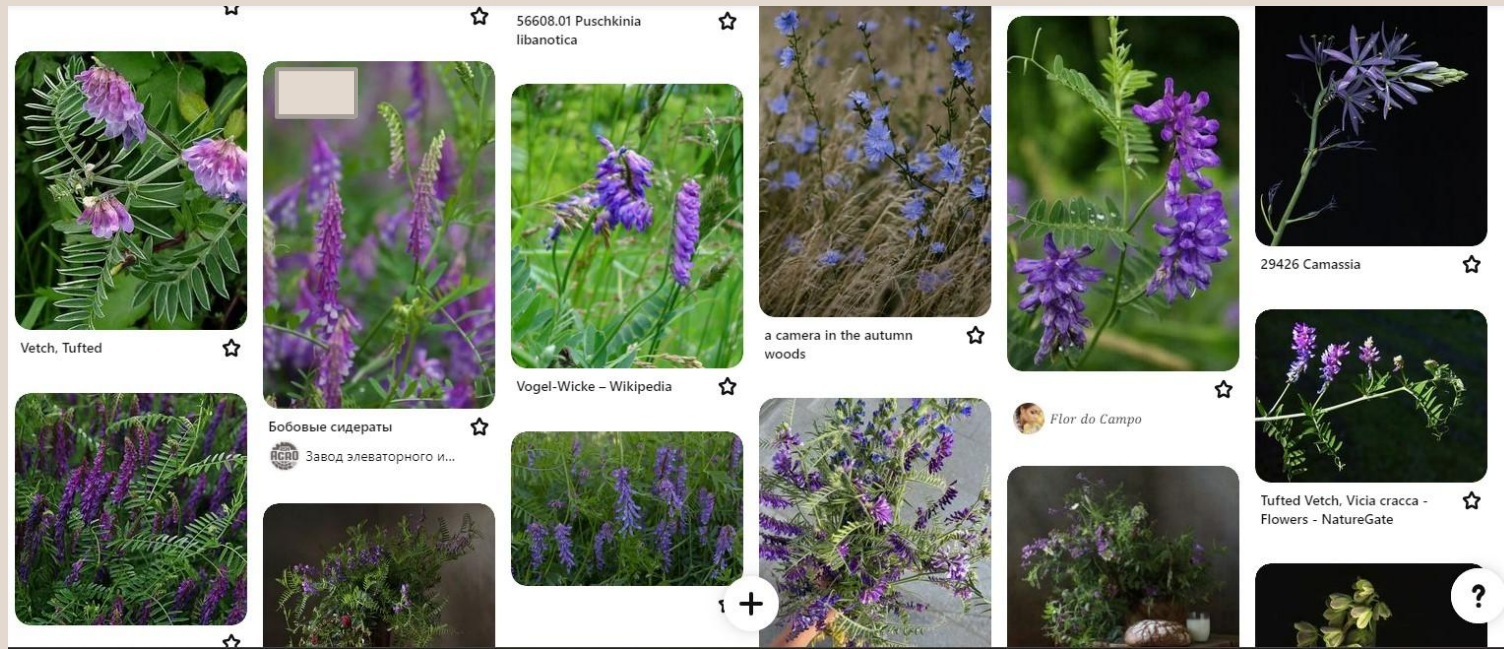 56608.01 Puschkinia
libanotica
Vetch, Tufted
Бобовые сидераты
AGRO
Завод элеваторного и...
Vogel-Wicke – Wikipedia
a camera in the autumn
woods
Flor do Campo
29426 Camassia
Tufted Vetch, Vicia cracca -
Flowers - NatureGate
+
?